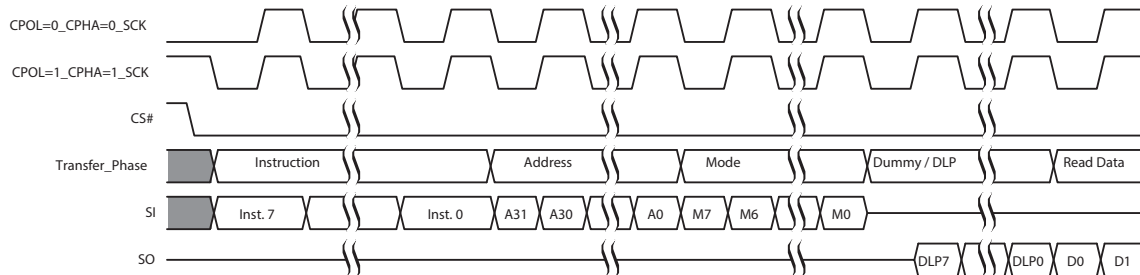 CPOL=0_CPHA=0_SCK
CPOL=1_CPHA=1_SCK
CS#
Transfer_Phase Instruction Address Mode Dummy / DLP Read Data
SI Inst. 7 Inst. 0 A31 A30 A0 M7 M6 M0
SO DLP7 DLP0 D0 D1